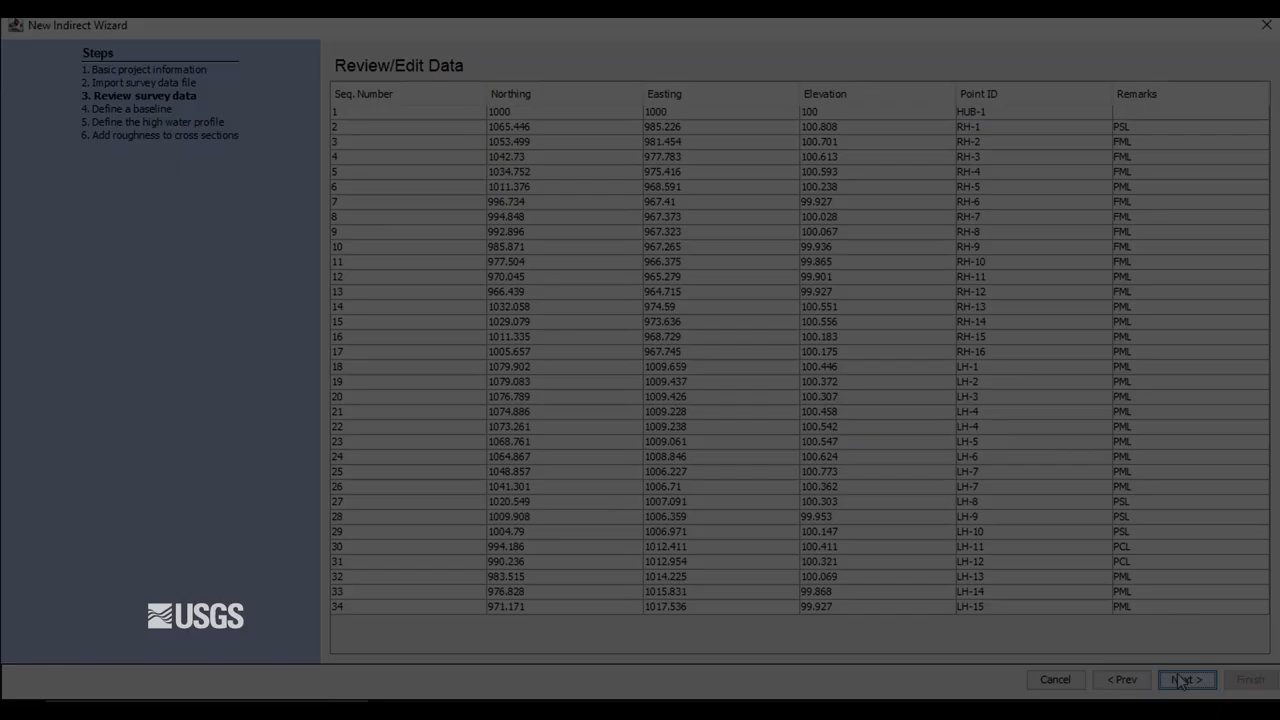 New Indirect Wizard
Steps
1. Basic project information
2. Import survey data file
3. Review survey data
4. Define a baseline
5. Define the high water profile
6. Add roughness to cross sections
USGS
Review/Edit Data
Seq. Number Northing Easting Elevation Point ID Remarks
1 1000 1000 100 HUB-1
2 1065.446 985.226 100.808 RH-1 PSL
3 1053.499 981.454 100.701 RH-2 FML
4 1042.73 977.783 100.613 RH-3 FML
5 1034.752 975.416 100.593 RH-4 FML
6 1011.376 968.591 100.238 RH-5 PML
7 996.734 967.41 99.927 RH-6 FML
8 994.848 967.373 100.028 RH-7 FML
9 992.896 967.323 100.067 RH-8 FML
10 985.871 967.265 99.936 RH-9 FML
11 977.504 966.375 99.865 RH-10 FML
12 970.045 965.279 99.901 RH-11 PML
13 966.439 964.715 99.927 RH-12 FML
14 1032.058 974.59 100.551 RH-13 PML
15 1029.079 973.636 100.556 RH-14 PML
16 1011.335 968.729 100.183 RH-15 PML
17 1005.657 967.745 100.175 RH-16 PML
18 1079.902 1009.659 100.446 LH-1 PML
19 1079.083 1009.437 100.372 LH-2 PML
20 1076.789 1009.426 100.307 LH-3 PML
21 1074.886 1009.228 100.458 LH-4 PML
22 1073.261 1009.238 100.542 LH-4 PML
23 1068.761 1009.061 100.547 LH-5 PML
24 1064.867 1008.846 100.624 LH-6 PML
25 1048.857 1006.227 100.773 LH-7 PML
26 1041.301 1006.71 100.362 LH-7 PML
27 1020.549 1007.091 100.303 LH-8 PSL
28 1009.908 1006.359 99.953 LH-9 PSL
29 1004.79 1006.971 100.147 LH-10 PSL
30 994.186 1012.411 100.411 LH-11 PCL
31 990.236 1012.954 100.321 LH-12 PCL
32 983.515 1014.225 100.069 LH-13 PML
33 976.828 1015.831 99.868 LH-14 PML
34 971.171 1017.536 99.927 LH-15 PML
Cancel < Prev Next > Finish